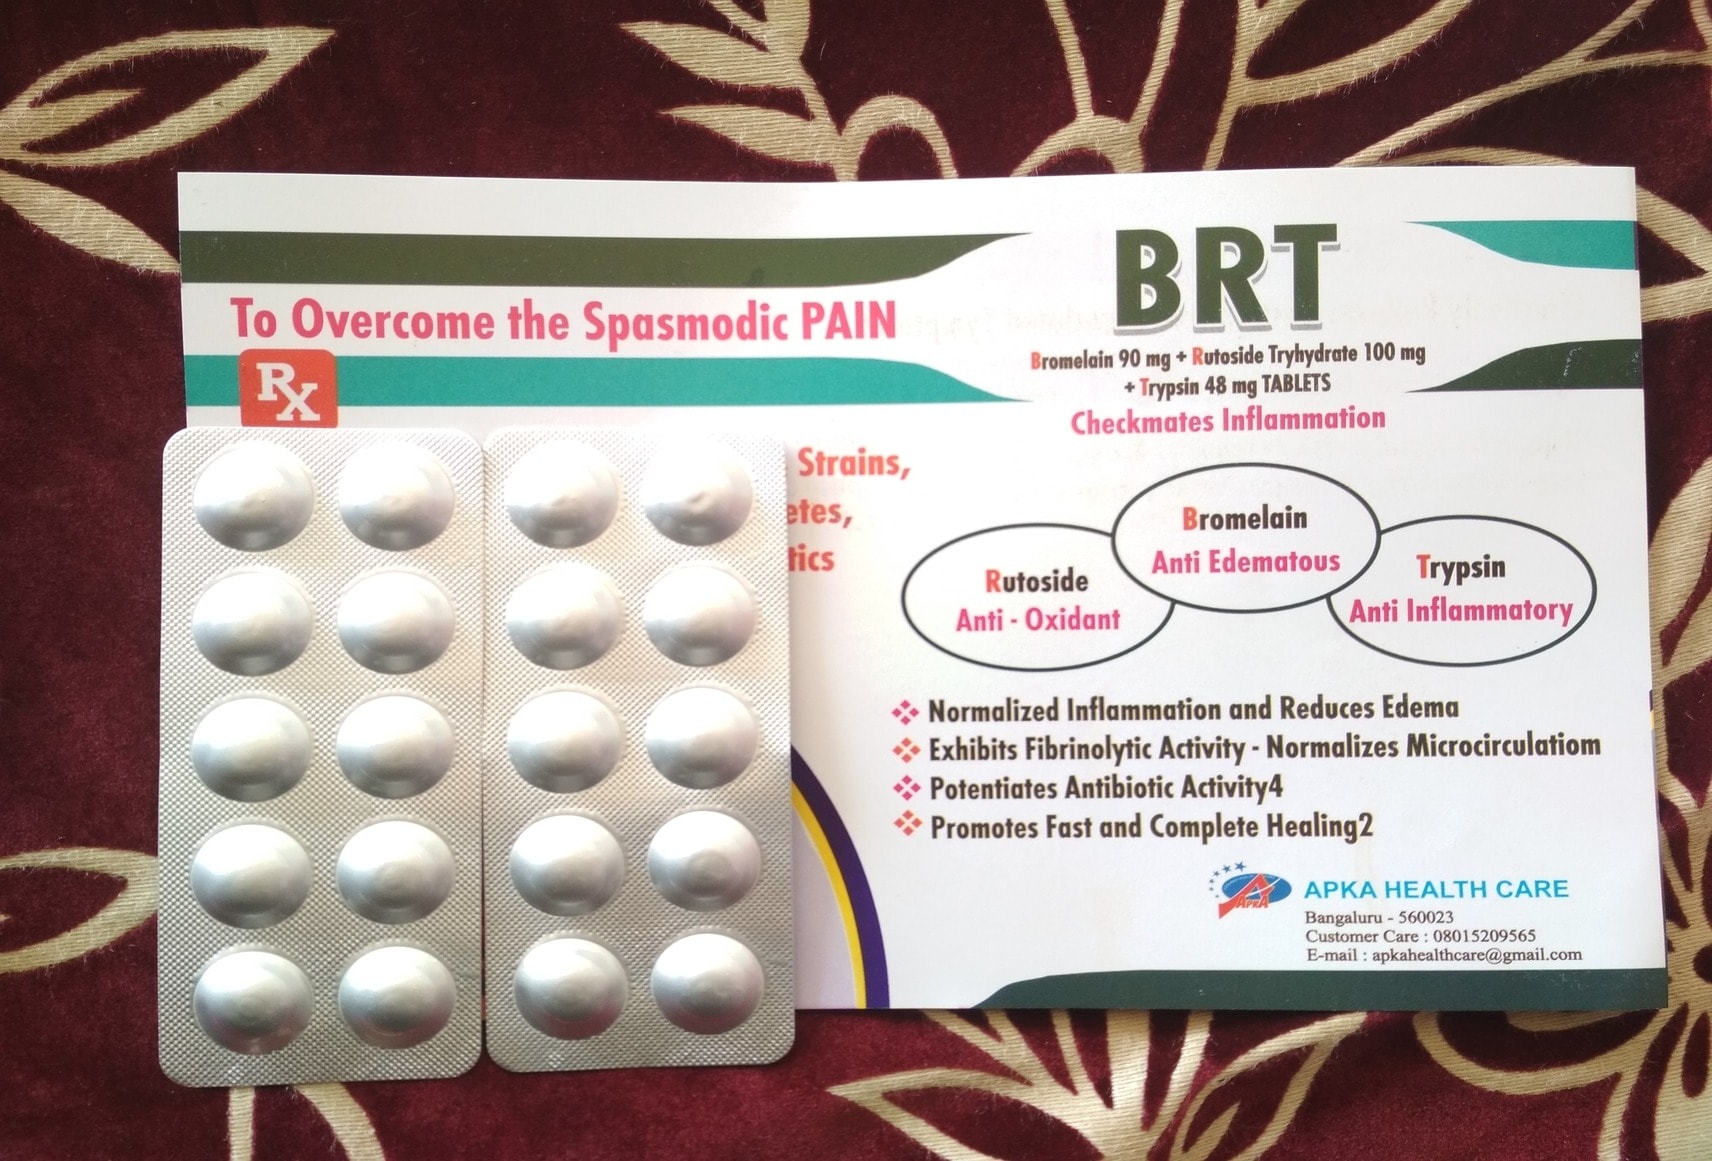 To Overcome the Spasmodic PAIN
Rx
Strains,
BRT
Bromelain 90 mg + Rutoside Tryhydrate 100 mg
+ Trypsin 48 mg TABLETS
Checkmates Inflammation
Bromelain
Anti Edematous
Rutoside
Anti - Oxidant
Trypsin
Anti Inflammatory
Normalized Inflammation and Reduces Edema
Exhibits Fibrinolytic Activity - Normalizes Microcirculatiom
Potentiates Antibiotic Activity4
Promotes Fast and Complete Healing2
APKA
APKA HEALTH CARE
Bangaluru - 560023
Customer Care : 08015209565
E-mail : apkahealthcare@gmail.com